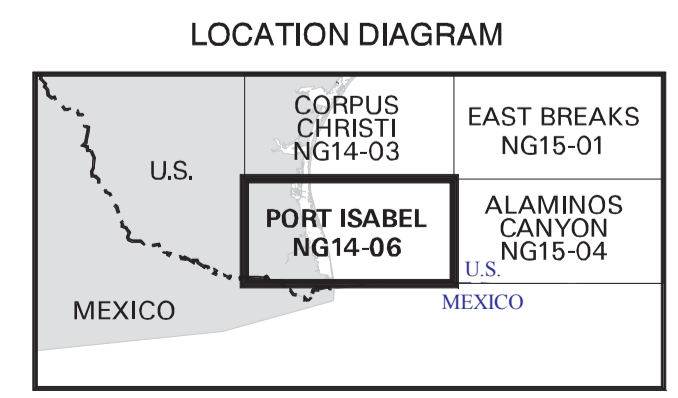 LOCATION DIAGRAM
CORPUS
CHRISTI
NG14-03
EAST BREAKS
NG15-01
U.S.
PORT ISABEL
NG14-06
ALAMINOS
CANYON
NG15-04
U.S.
MEXICO
MEXICO